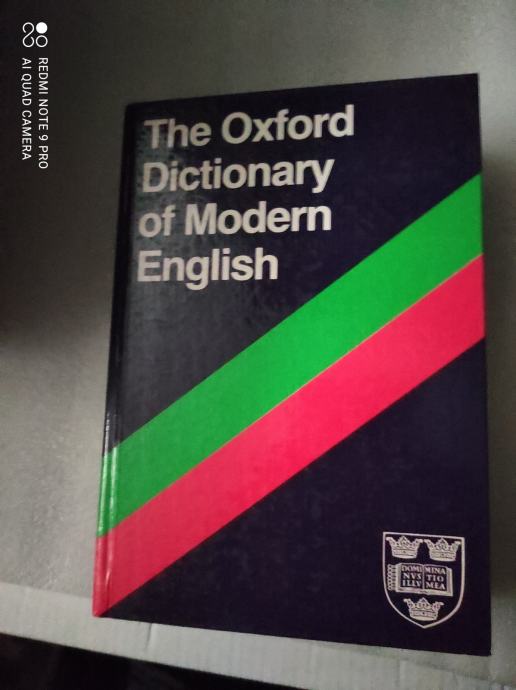 The Oxford
Dictionary
of Modern
English
DOMI MINA
NVS TIO
ILLV MEA
REDMI NOTE 9 PRO
AI QUAD CAMERA